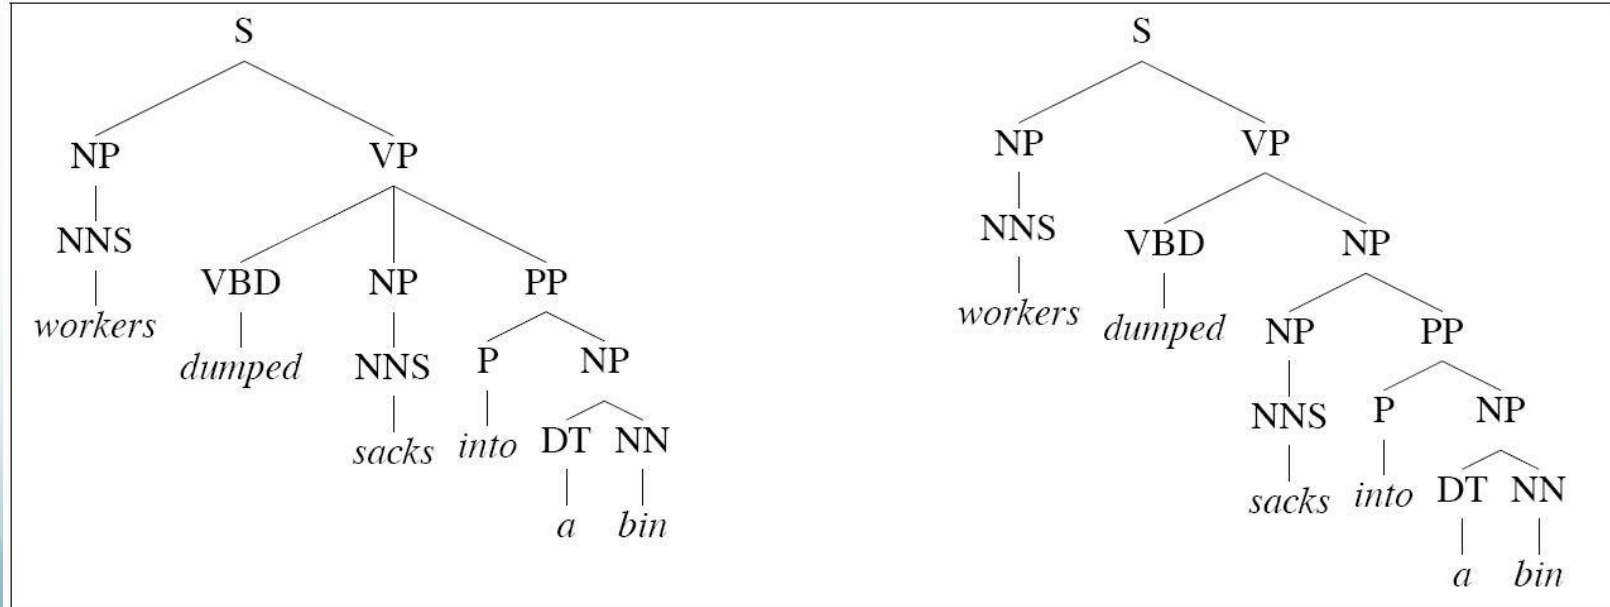 S
NP VP
NNS VBD NP PP
workers dumped NNS P NP
sacks into DT NN
a bin
S
NP VP
NNS VBD NP
workers dumped NP PP
NNS P NP
sacks into DT NN
a bin